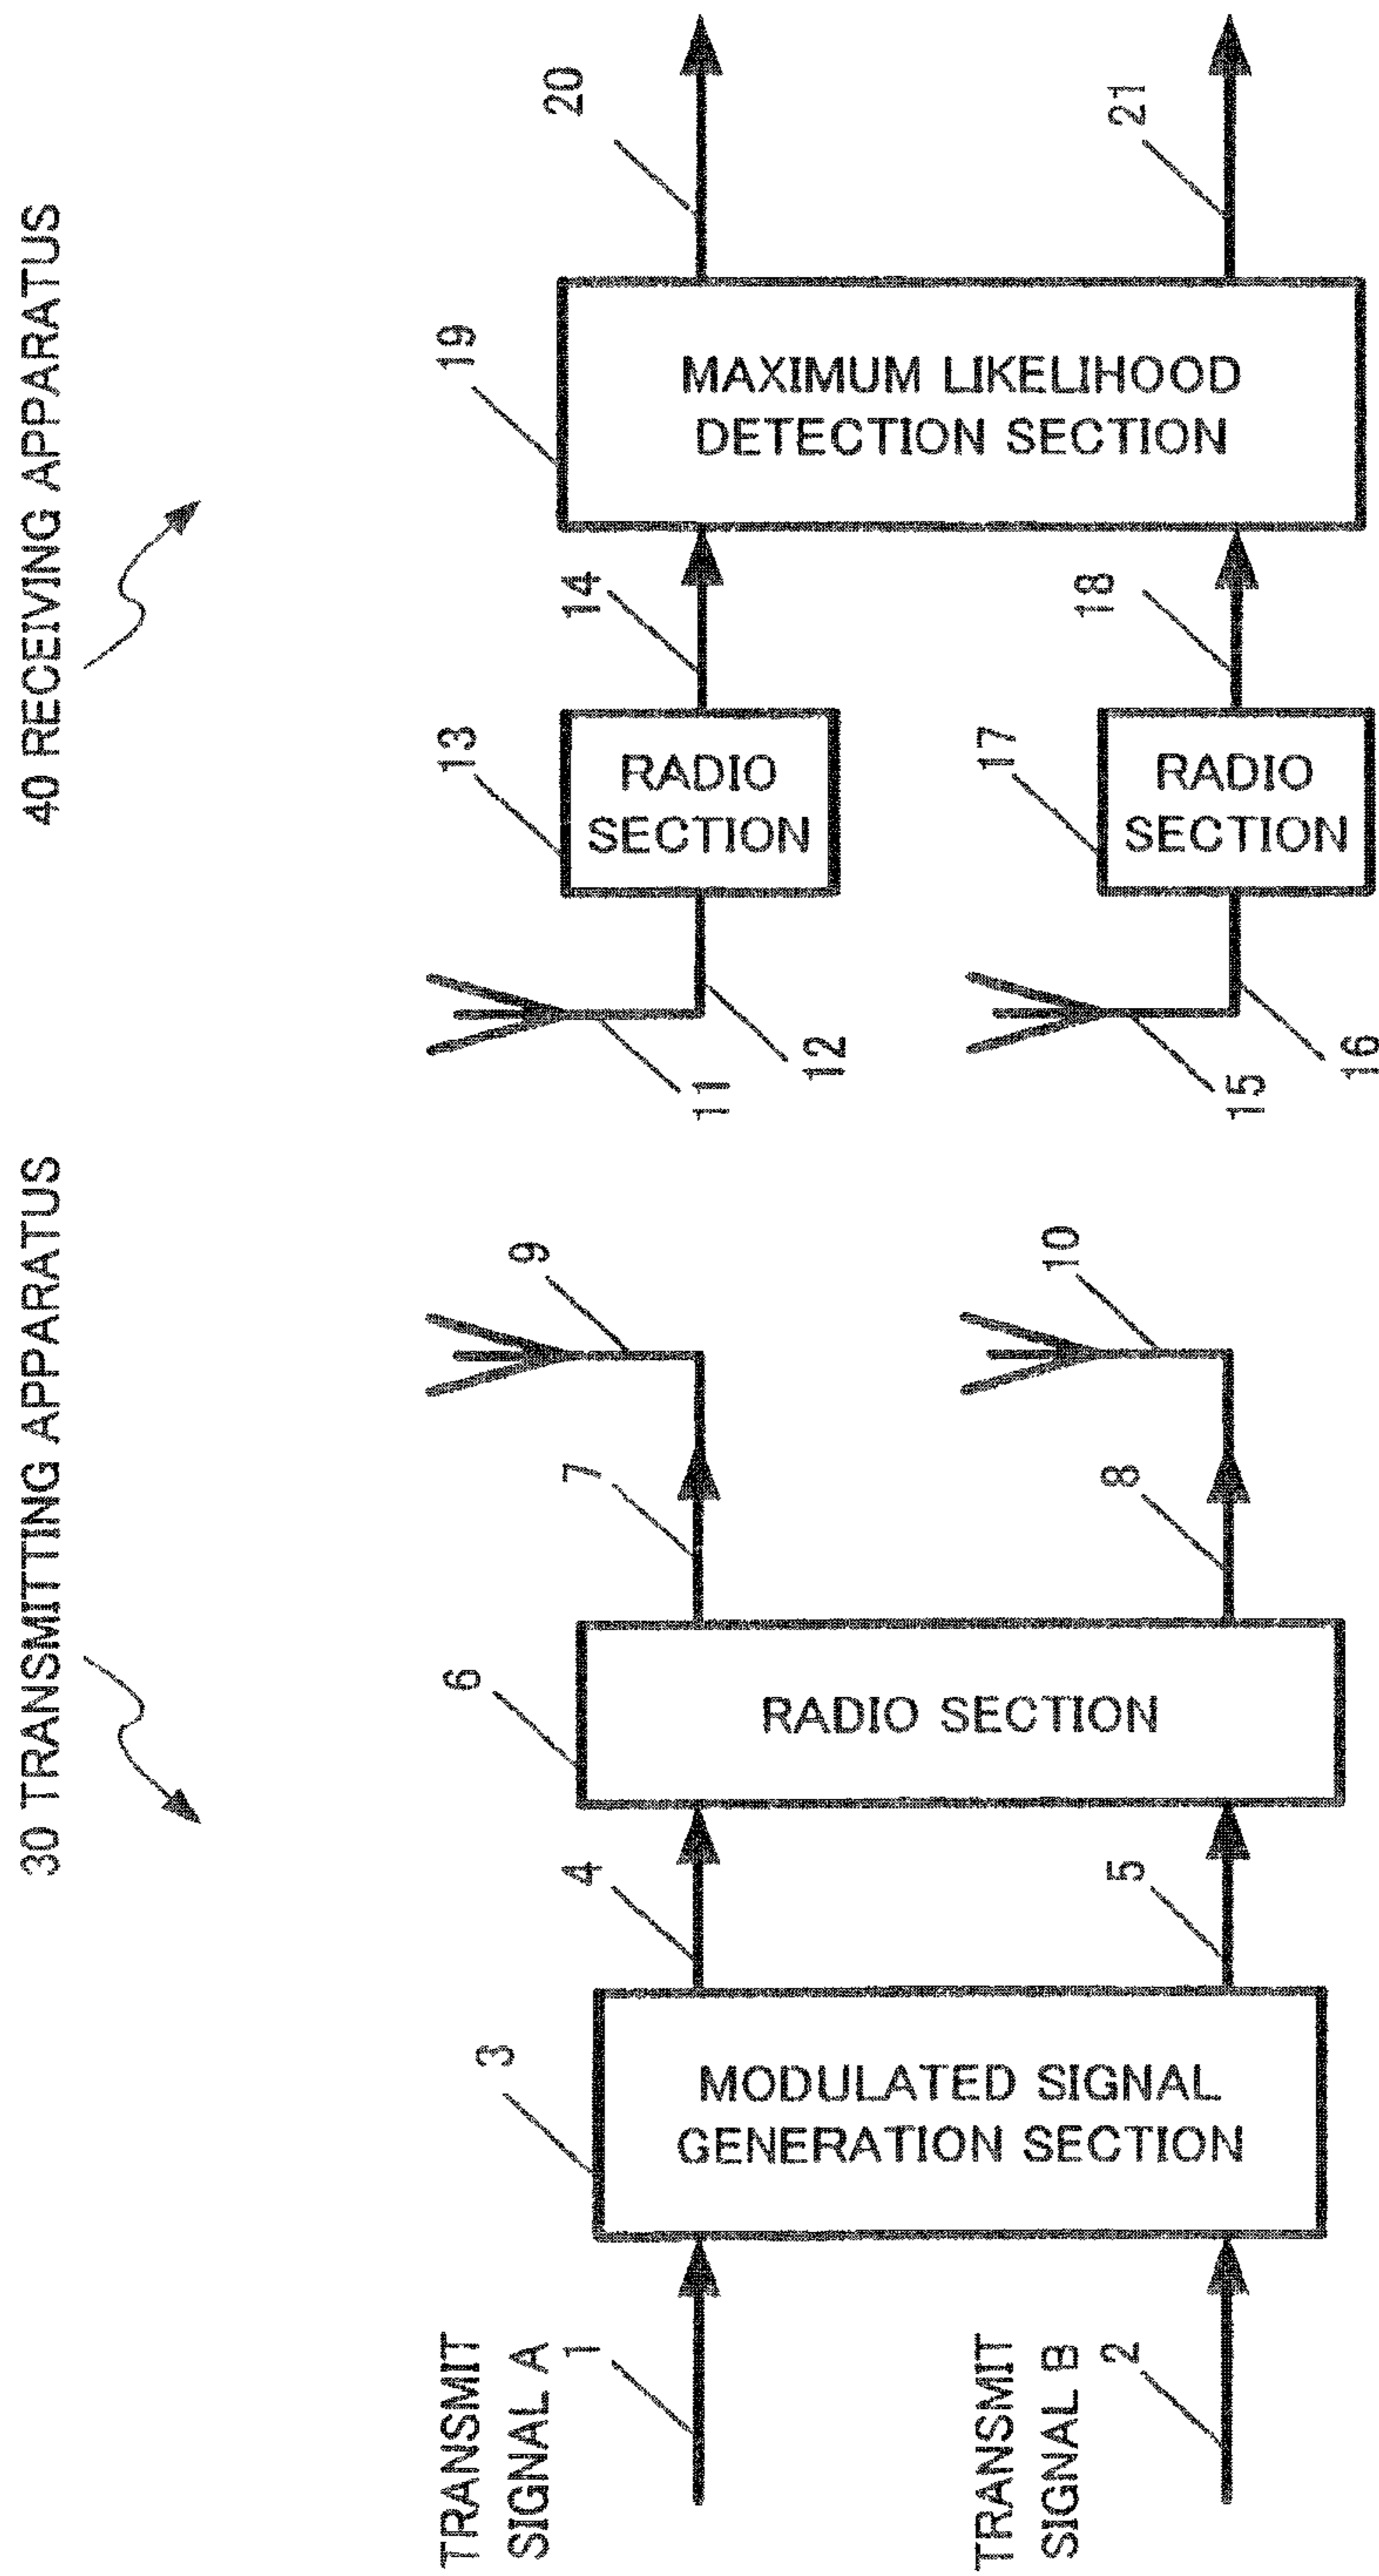 30 TRANSMITTING APPARATUS
40 RECEIVING APPARATUS
TRANSMIT
SIGNAL A
1
3
4
6
7
9
11
12
13
14
19
20
MODULATED SIGNAL
GENERATION SECTION
RADIO SECTION
RADIO
SECTION
MAXIMUM LIKELIHOOD
DETECTION SECTION
TRANSMIT
SIGNAL B
2
5
8
10
15
16
17
RADIO
SECTION
18
21